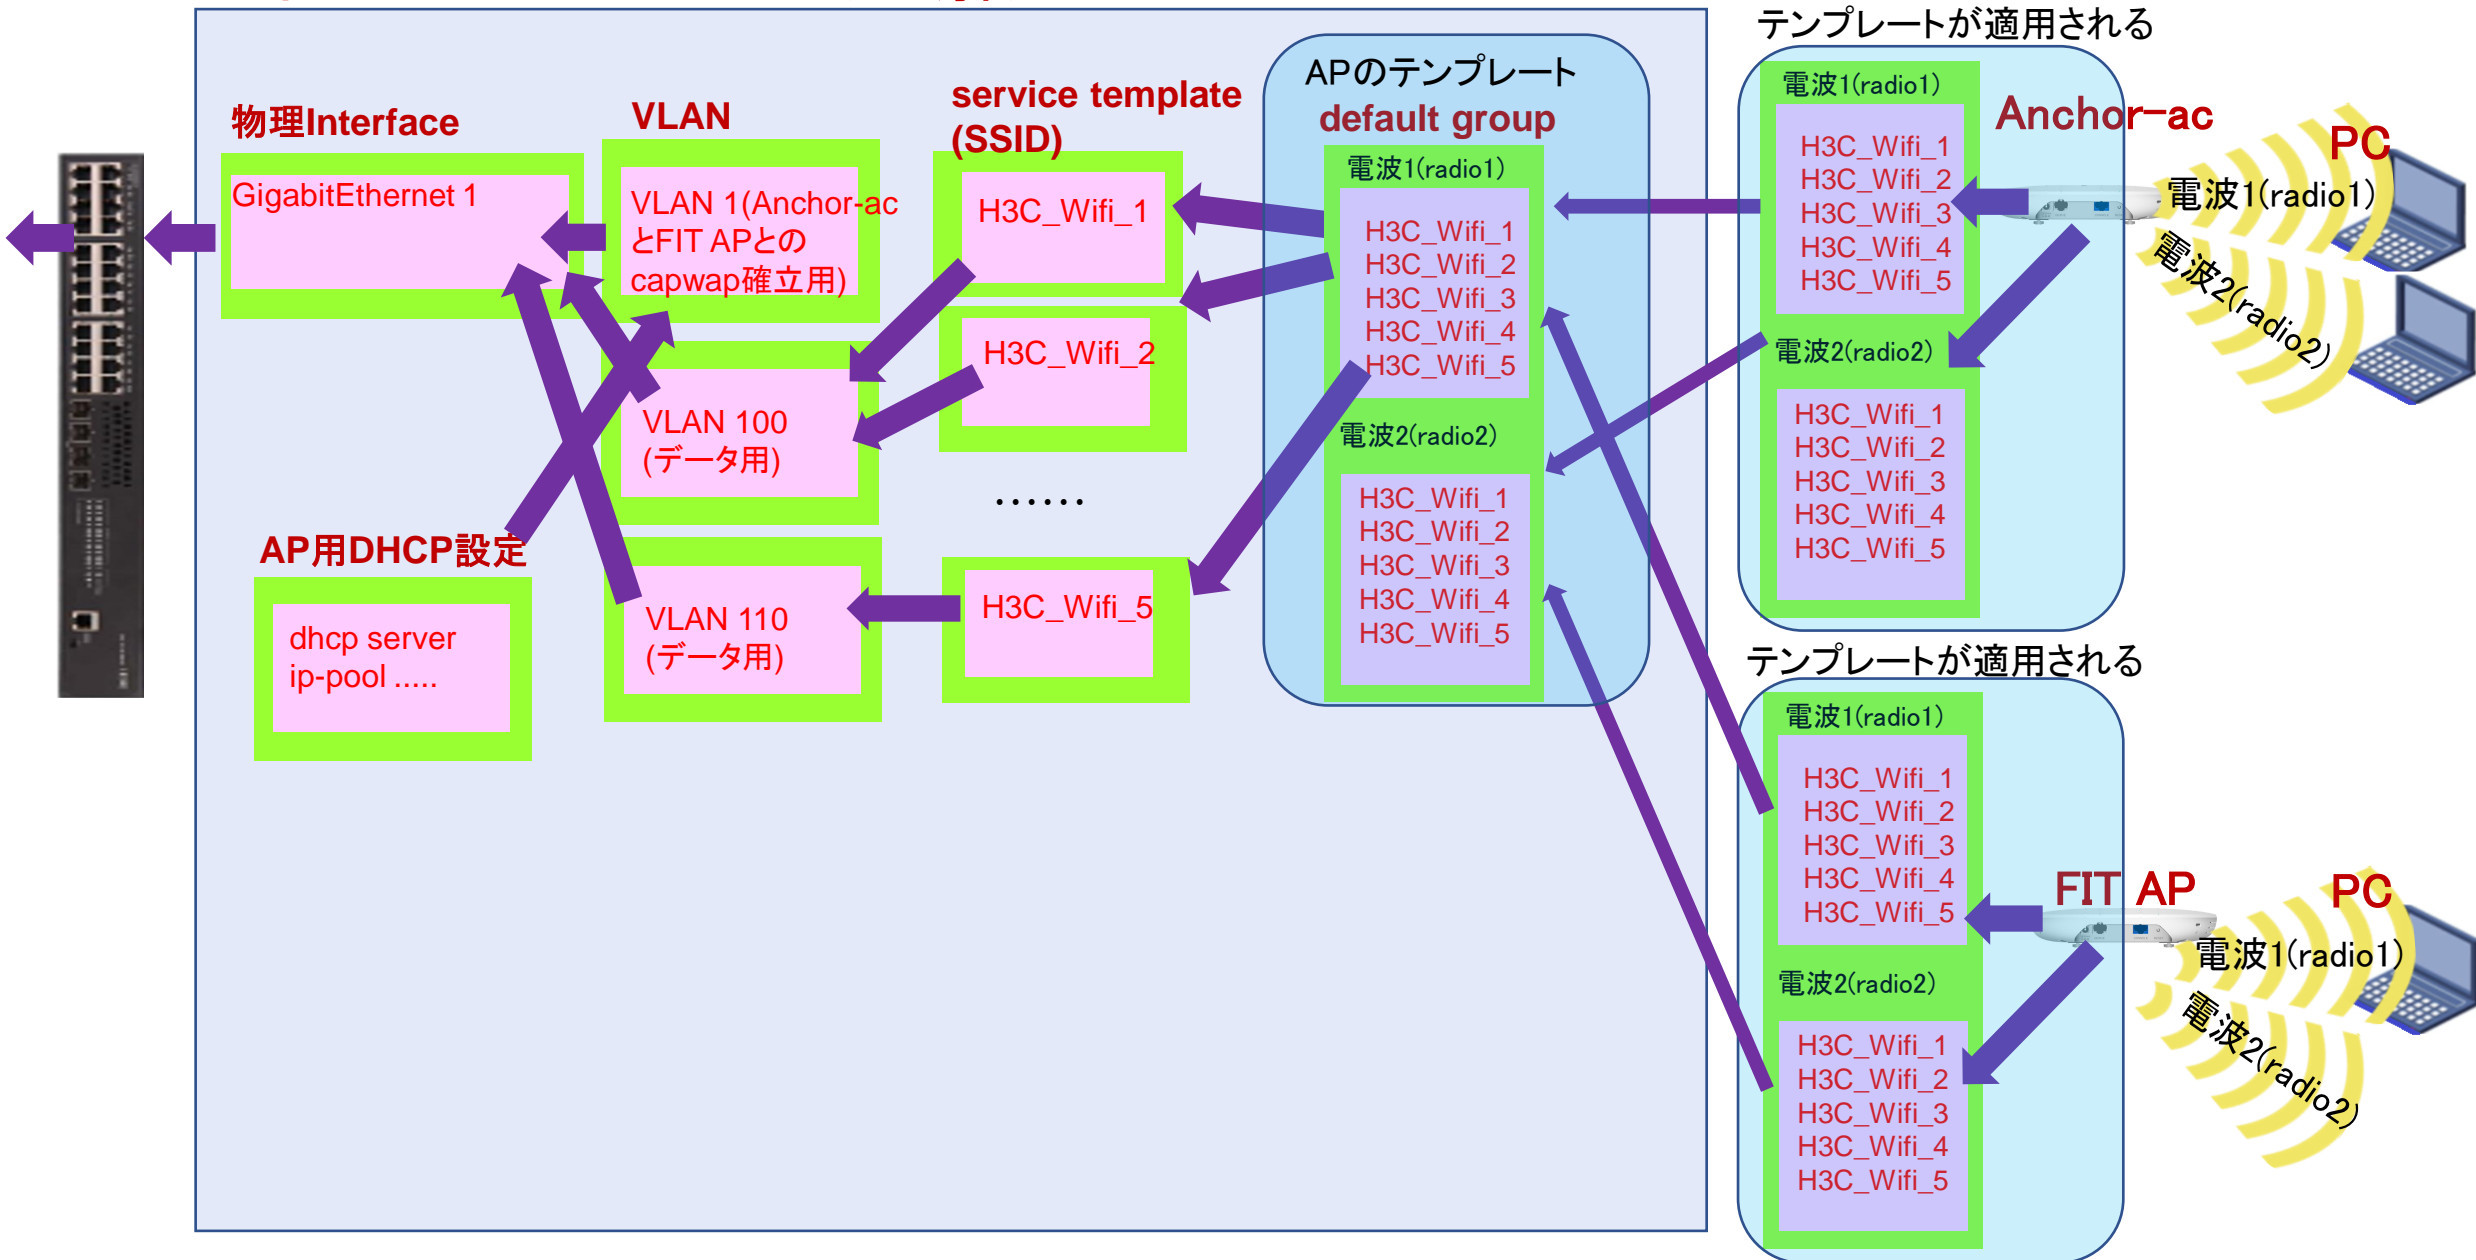 物理Interface
GigabitEthernet 1
AP用DHCP設定
dhcp server
ip-pool .....
VLAN
VLAN 1(Anchor-ac
とFIT APとの
capwap確立用)
VLAN 100
(データ用)
VLAN 110
(データ用)
service template
(SSID)
H3C_Wifi_1
H3C_Wifi_2
……
H3C_Wifi_5
APのテンプレート
default group
電波1(radio1)
H3C_Wifi_1
H3C_Wifi_2
H3C_Wifi_3
H3C_Wifi_4
H3C_Wifi_5
電波2(radio2)
H3C_Wifi_1
H3C_Wifi_2
H3C_Wifi_3
H3C_Wifi_4
H3C_Wifi_5
テンプレートが適用される
電波1(radio1)
H3C_Wifi_1
H3C_Wifi_2
H3C_Wifi_3
H3C_Wifi_4
H3C_Wifi_5
電波2(radio2)
H3C_Wifi_1
H3C_Wifi_2
H3C_Wifi_3
H3C_Wifi_4
H3C_Wifi_5
Anchor-ac
PC
電波1(radio1)
電波2(radio2)
テンプレートが適用される
電波1(radio1)
H3C_Wifi_1
H3C_Wifi_2
H3C_Wifi_3
H3C_Wifi_4
H3C_Wifi_5
電波2(radio2)
H3C_Wifi_1
H3C_Wifi_2
H3C_Wifi_3
H3C_Wifi_4
H3C_Wifi_5
FIT AP
PC
電波1(radio1)
電波2(radio2)